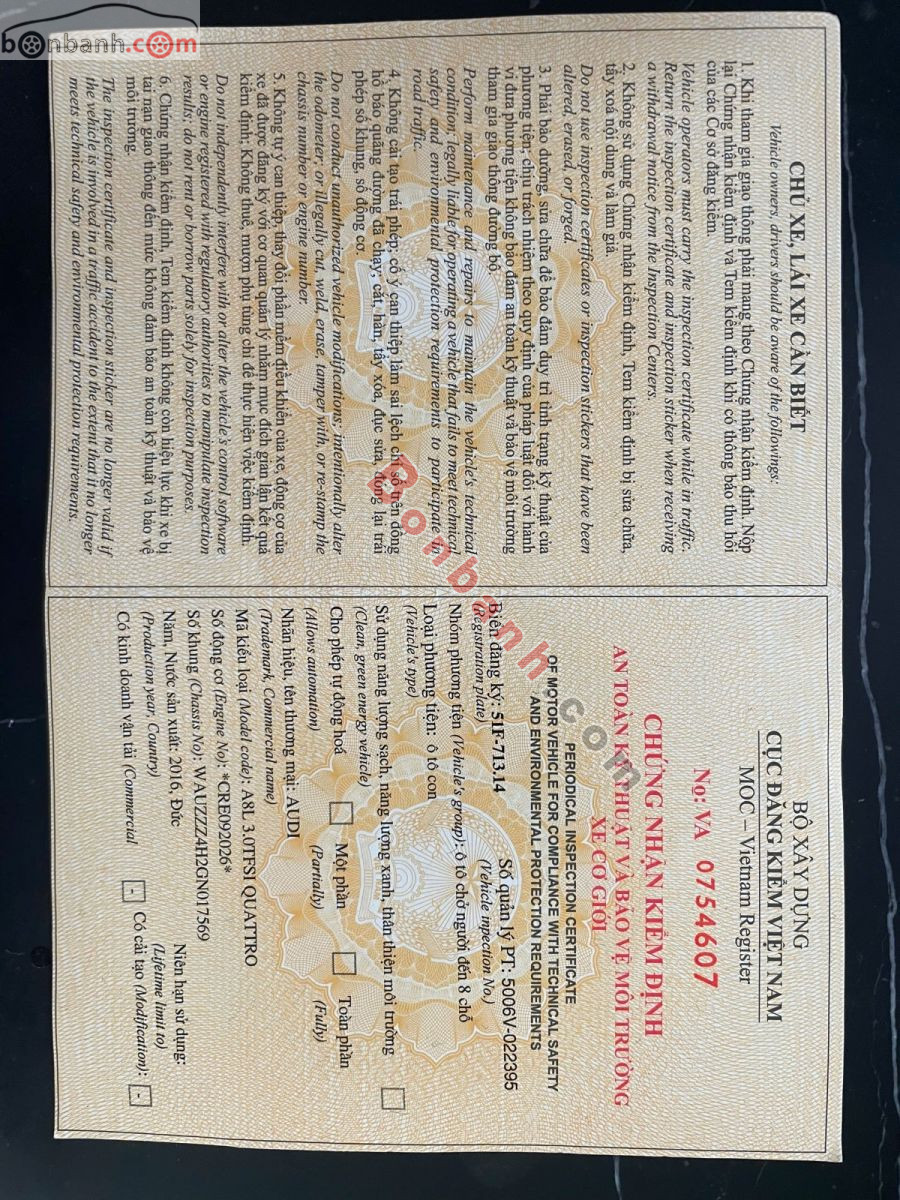 bonbanh.com
CHỦ XE, LÁI XE CẦN BIẾT
Vehicle owners, drivers should be aware of the followings:
1. Khi tham gia giao thông phải mang theo Chứng nhận kiểm định. Nộp
lại Chứng nhận kiểm định và Tem kiểm định khi có thông báo thu hồi
của các Cơ sở đăng kiểm.
Vehicle operators must carry the inspection certificate while in traffic.
Return the inspection certificate and inspection sticker when receiving
a withdrawal notice from the Inspection Centers.
2. Không sử dụng Chứng nhận kiểm định, Tem kiểm định bị sửa chữa,
tẩy xoá nội dung và làm giả.
Do not use inspection certificates or inspection stickers that have been
altered, erased, or forged.
3. Phải bảo dưỡng, sửa chữa để bảo đảm duy trì tình trạng kỹ thuật của
phương tiện; chịu trách nhiệm theo quy định của pháp luật đối với hành
vi đưa phương tiện không bảo đảm an toàn kỹ thuật và bảo vệ môi trường
tham gia giao thông đường bộ.
Perform maintenance and repairs to maintain the vehicle's technical
condition; legally liable for operating a vehicle that fails to meet technical
safety and environmental protection requirements to participate in
road traffic.
4. Không cải tạo trái phép; cố ý can thiệp làm sai lệch chỉ số trên đồng
hồ báo quãng đường đã chạy; cắt, hàn, tẩy xóa, đục sửa, đóng lại trái
phép số khung, số động cơ.
Do not conduct unauthorized vehicle modifications; intentionally alter
the odometer; or illegally cut, weld, erase, tamper with, or re-stamp the
chassis number or engine number.
5. Không tự ý can thiệp, thay đổi phần mềm điều khiển của xe, động cơ của
xe đã được đăng ký với cơ quan quản lý nhằm mục đích gian lận kết quả
kiểm định; Không thuê, mượn phụ tùng chỉ để thực hiện việc kiểm định.
Do not independently interfere with or alter the vehicle's control software
or engine registered with regulatory authorities to manipulate inspection
results; do not rent or borrow parts solely for inspection purposes.
6. Chứng nhận kiểm định, Tem kiểm định không còn hiệu lực khi xe bị
tai nạn giao thông đến mức không đảm bảo an toàn kỹ thuật và bảo vệ
môi trường.
The inspection certificate and inspection sticker are no longer valid if
the vehicle is involved in a traffic accident to the extent that it no longer
meets technical safety and environmental protection requirements.
BỘ XÂY DỰNG
CỤC ĐĂNG KIỂM VIỆT NAM
MOC – Vietnam Register
No: VA 0754607
CHỨNG NHẬN KIỂM ĐỊNH
AN TOÀN KỸ THUẬT VÀ BẢO VỆ MÔI TRƯỜNG
XE CƠ GIỚI
PERIODICAL INSPECTION CERTIFICATE
OF MOTOR VEHICLE FOR COMPLIANCE WITH TECHNICAL SAFETY
AND ENVIRONMENTAL PROTECTION REQUIREMENTS
Biển đăng ký: 51F-713.14 Số quản lý PT: 5006V-022395
(Registration plate) (Vehicle inpection No.)
Nhóm phương tiện (Vehicle's group): ô tô chở người đến 8 chỗ
Loại phương tiện: ô tô con
(Vehicle's type)
Sử dụng năng lượng sạch, năng lượng xanh, thân thiện môi trường
(Clean, green energy vehicle)
Cho phép tự động hoá Một phần Toàn phần
(Allows automation) (Partially) (Fully)
Nhãn hiệu, tên thương mại: AUDI
(Trademark, Commercial name)
Mã kiểu loại (Model code): A8L 3.0TFSI QUATTRO
Số động cơ (Engine No): *CRE092026*
Số khung (Chassis No): WAUZZZ4H2GN017569
Năm, Nước sản xuất: 2016, Đức Niên hạn sử dụng:
(Production year, Country) (Lifetime limit to)
Có kinh doanh vận tải (Commercial - Có cải tạo (Modification): -
Bonbanh.com